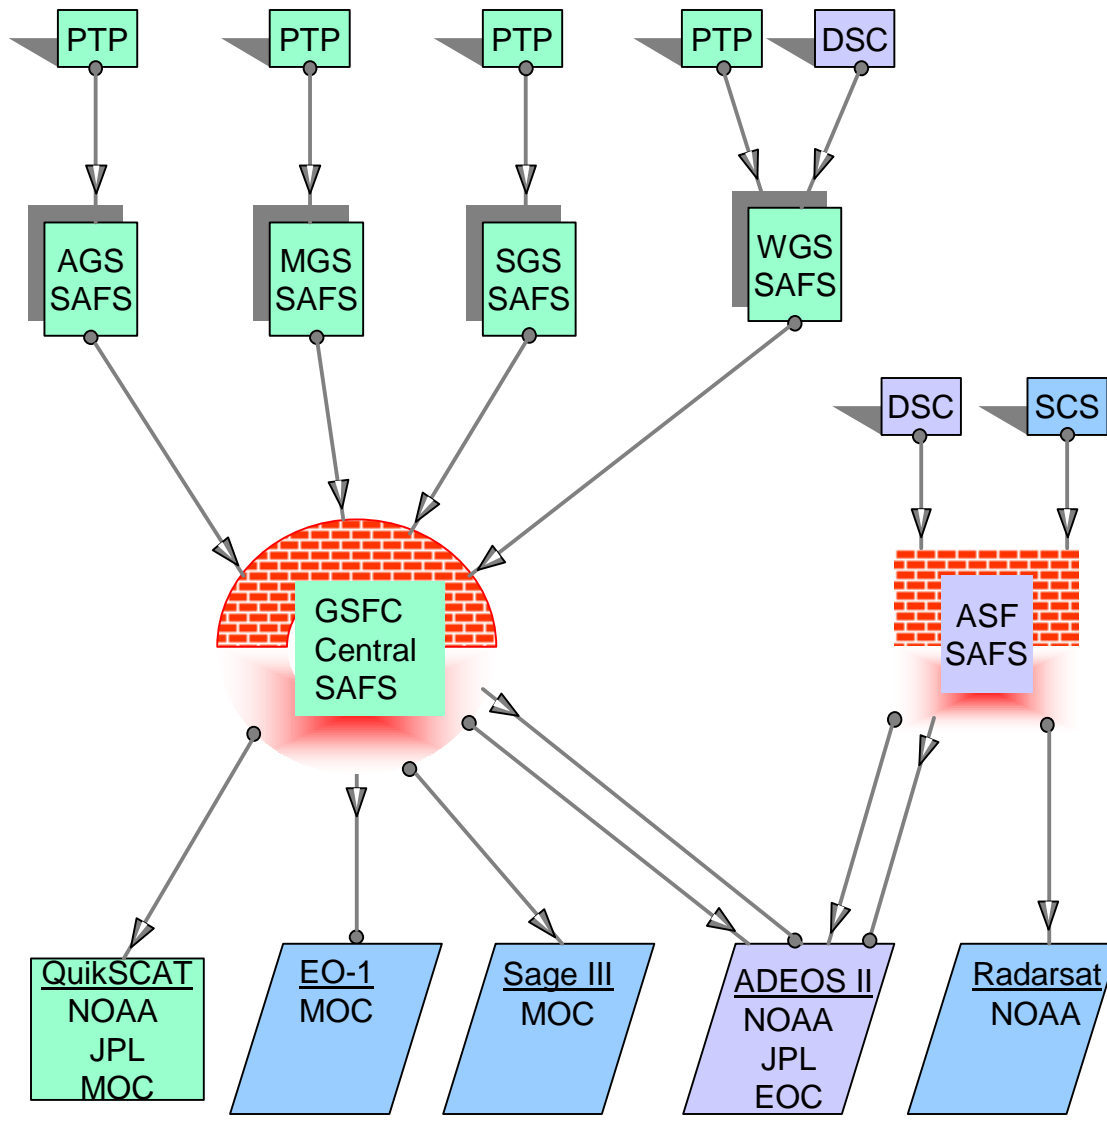 PTP
PTP
PTP
PTP
DSC
AGS
SAFS
MGS
SAFS
SGS
SAFS
WGS
SAFS
DSC
SCS
GSFC
Central
SAFS
ASF
SAFS
QuikSCAT
NOAA
JPL
MOC
EO-1
MOC
Sage III
MOC
ADEOS II
NOAA
JPL
EOC
Radarsat
NOAA